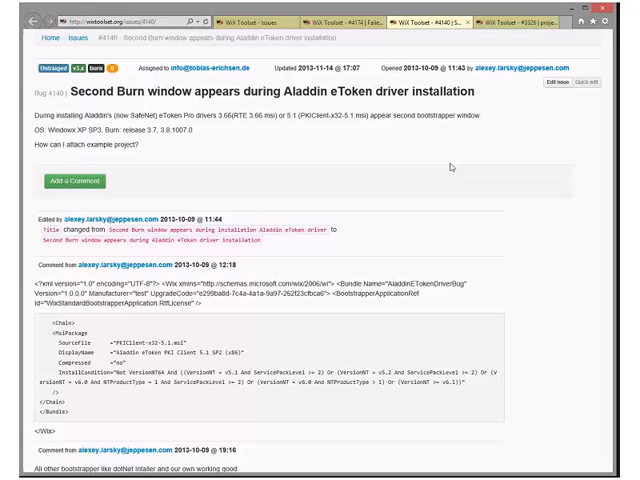 http://wixtoolset.org/issues/4140/
WiX Toolset - Issues
WiX Toolset - #4174 | Faile...
WiX Toolset - #4140 | S...
WiX Toolset - #3326 | proje...
Home Issues #4140 - Second Burn window appears during Aladdin eToken driver installation
Untriaged v3.x burn 0 Assigned to info@tobias-erichsen.de Updated 2013-11-14 @ 17:07 Opened 2013-10-09 @ 11:43 by alexey.larsky@jeppesen.com
Edit issue Quick edit
Bug 4140 Second Burn window appears during Aladdin eToken driver installation
During installing Aladdin's (now SafeNet) eToken Pro drivers 3.66(RTE 3.66.msi) or 5.1 (PKIClient-x32-5.1.msi) appear second bootstrapper window.
OS: Windowx XP SP3. Burn: release 3.7, 3.8.1007.0
How can I attach example project?
Add a Comment
Edited by alexey.larsky@jeppesen.com 2013-10-09 @ 11:44
Title changed from Second Burn window appears during installation Aladdin eToken driver to
Second Burn window appears during Aladdin eToken driver installation
Comment from alexey.larsky@jeppesen.com 2013-10-09 @ 12:18
<?xml version="1.0" encoding="UTF-8"?> <Wix xmlns="http://schemas.microsoft.com/wix/2006/wi"> <Bundle Name="AladdinETokenDriverBug"
Version="1.0.0.0" Manufacturer="test" UpgradeCode="e299ba8d-7c4a-4a1a-9a97-262f23cfbca6"> <BootstrapperApplicationRef
Id="WixStandardBootstrapperApplication.RtfLicense" />
<Chain>
<MsiPackage
SourceFile ="PKIClient-x32-5.1.msi"
DisplayName ="Aladdin eToken PKI Client 5.1 SP2 (x86)"
Compressed ="no"
InstallCondition="Not VersionNT64 And ((VersionNT = v5.1 And ServicePackLevel >= 2) Or (VersionNT = v5.2 And ServicePackLevel >= 2) Or (V
ersionNT = v6.0 And NTProductType = 1 And ServicePackLevel >= 2) Or (VersionNT = v6.0 And NTProductType > 1) Or (VersionNT >= v6.1))"
/>
</Chain>
</Bundle>
</Wix>
Comment from alexey.larsky@jeppesen.com 2013-10-09 @ 19:16
All other bootstrapper like dotNet Intaller and our own working good.